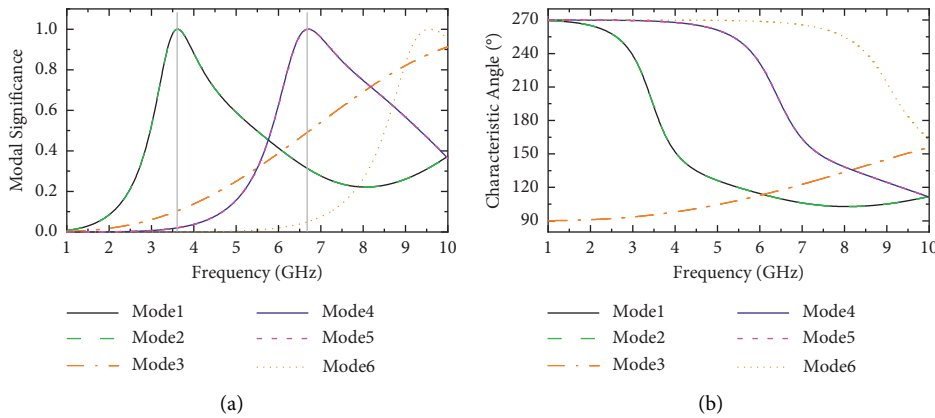 1.0
0.8
0.6
0.4
0.2
0.0
Modal Significance
1 2 3 4 5 6 7 8 9 10
Frequency (GHz)
Mode1 Mode4
Mode2 Mode5
Mode3 Mode6
(a)
270
240
210
180
150
120
90
Characteristic Angle (°)
1 2 3 4 5 6 7 8 9 10
Frequency (GHz)
Mode1 Mode4
Mode2 Mode5
Mode3 Mode6
(b)